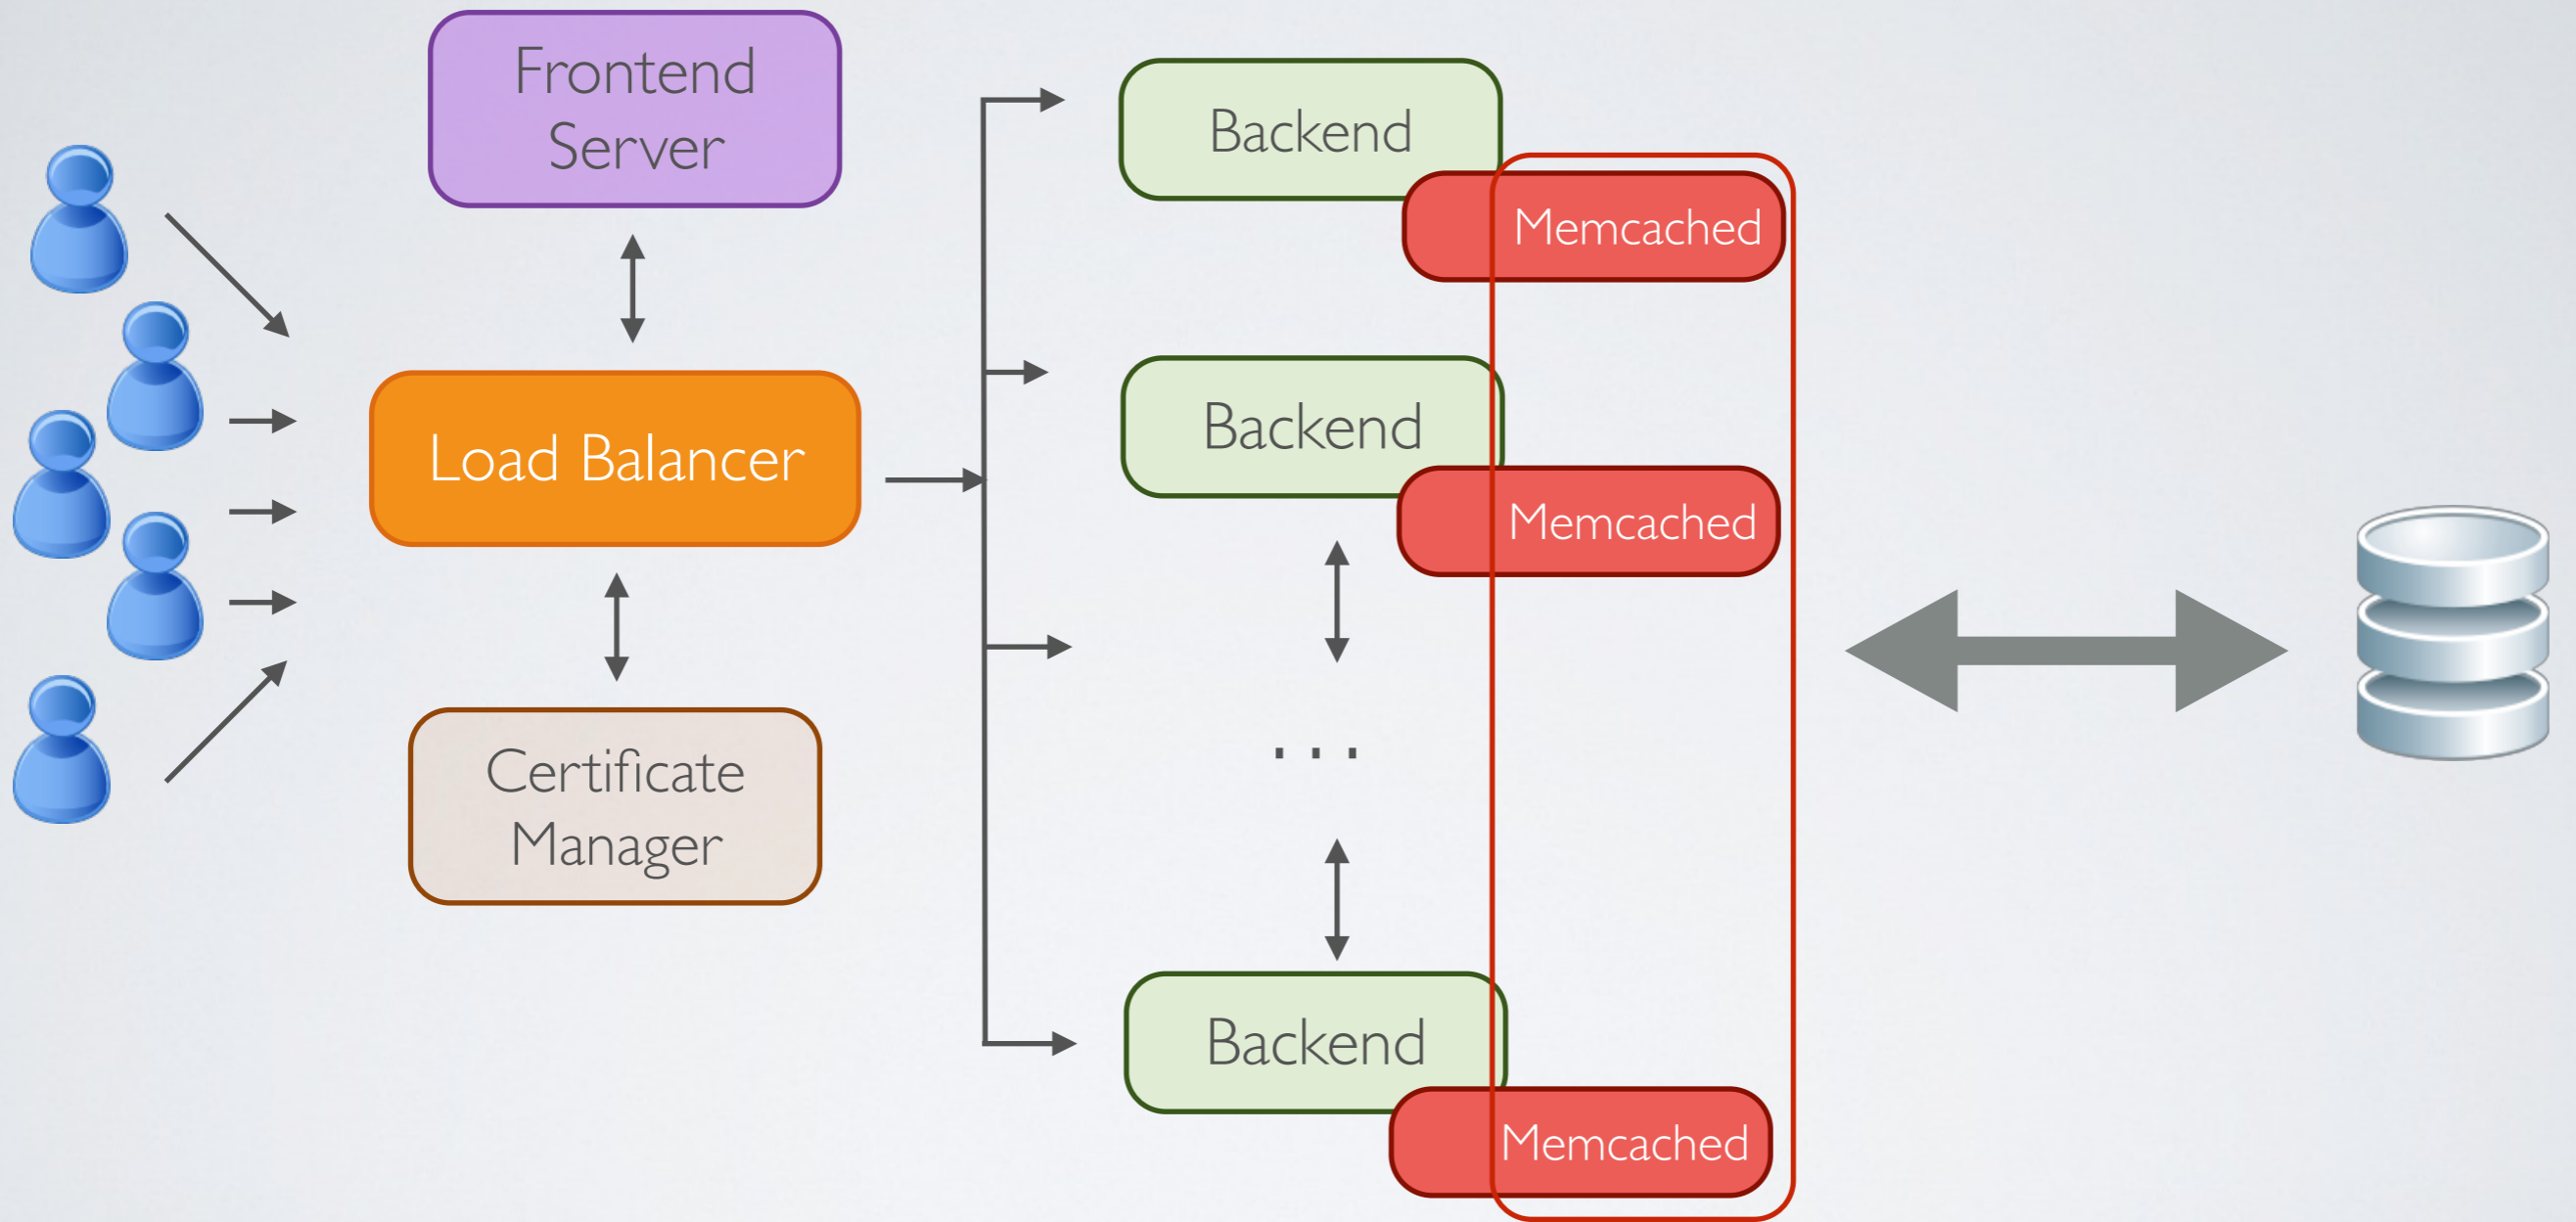 Frontend
Server
Load Balancer
Certificate
Manager
Backend
Memcached
Backend
Memcached
...
Backend
Memcached